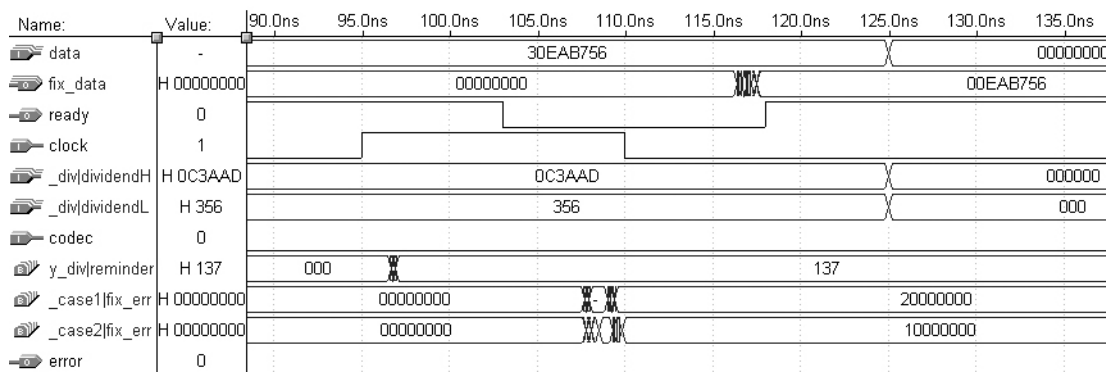 Name: Value: 90.0ns 95.0ns 100.0ns 105.0ns 110.0ns 115.0ns 120.0ns 125.0ns 130.0ns 135.0ns
data - 30EAB756 00000000
fix_data H 00000000 00000000 00EAB756
ready 0
clock 1
_div|dividendH H 0C3AAD 0C3AAD 000000
_div|dividendL H 356 356 000
codec 0
y_div|reminder H 137 000 137
_case1|fix_err H 00000000 00000000 - 20000000
_case2|fix_err H 00000000 00000000 10000000
error 0